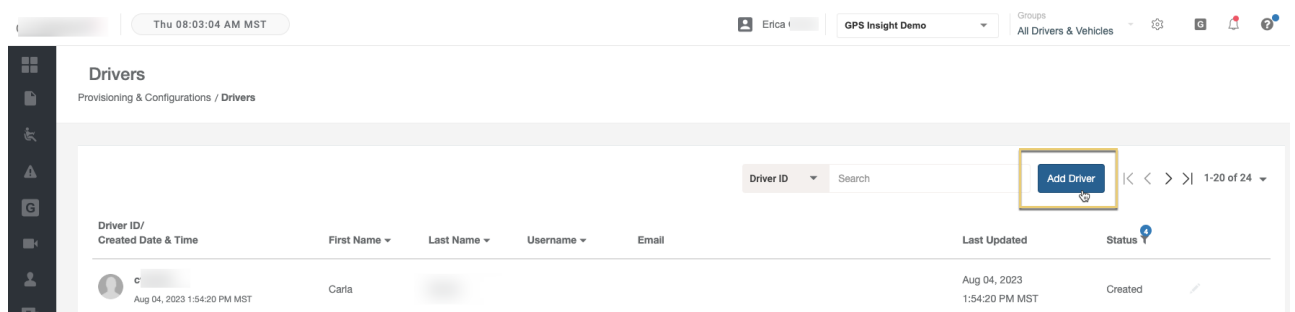 Thu 08:03:04 AM MST
Erica
GPS Insight Demo
Groups
All Drivers & Vehicles
G
?
Drivers
Provisioning & Configurations / Drivers
G
Driver ID
Search
Add Driver
1-20 of 24
Driver ID/
Created Date & Time
First Name
Last Name
Username
Email
Last Updated
Status
4
c
Aug 04, 2023 1:54:20 PM MST
Carla
Aug 04, 2023
1:54:20 PM MST
Created